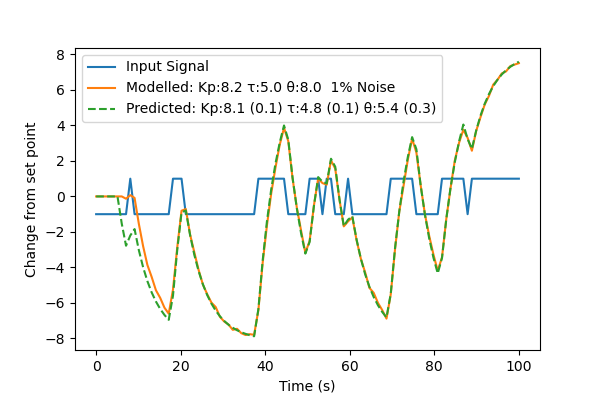 Input Signal
Modelled: Kp:8.2 τ:5.0 θ:8.0  1% Noise
Predicted: Kp:8.1 (0.1) τ:4.8 (0.1) θ:5.4 (0.3)
Change from set point
8
6
4
2
0
−2
−4
−6
−8
0 20 40 60 80 100
Time (s)